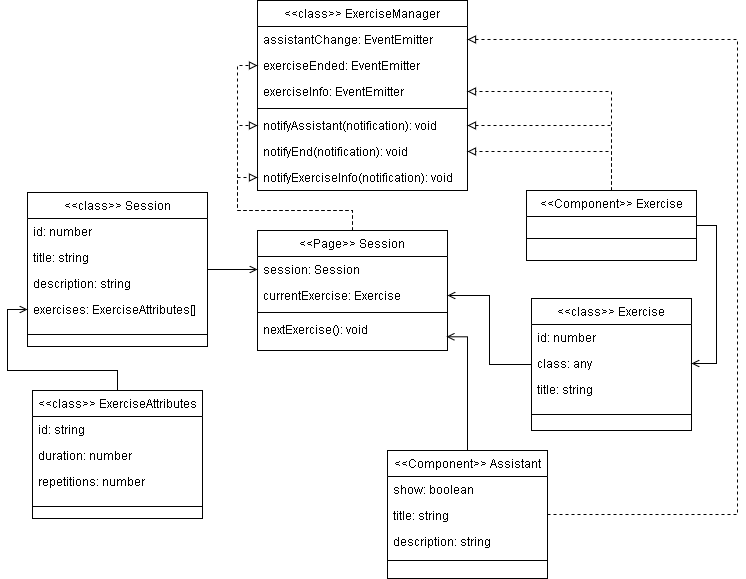 <<class>> ExerciseManager
assistantChange: EventEmitter
exerciseEnded: EventEmitter
exerciseInfo: EventEmitter
notifyAssistant(notification): void
notifyEnd(notification): void
notifyExerciseInfo(notification): void
<<class>> Session
id: number
title: string
description: string
exercises: ExerciseAttributes[]
<<Page>> Session
session: Session
currentExercise: Exercise
nextExercise(): void
<<Component>> Exercise
<<class>> Exercise
id: number
class: any
title: string
<<class>> ExerciseAttributes
id: string
duration: number
repetitions: number
<<Component>> Assistant
show: boolean
title: string
description: string